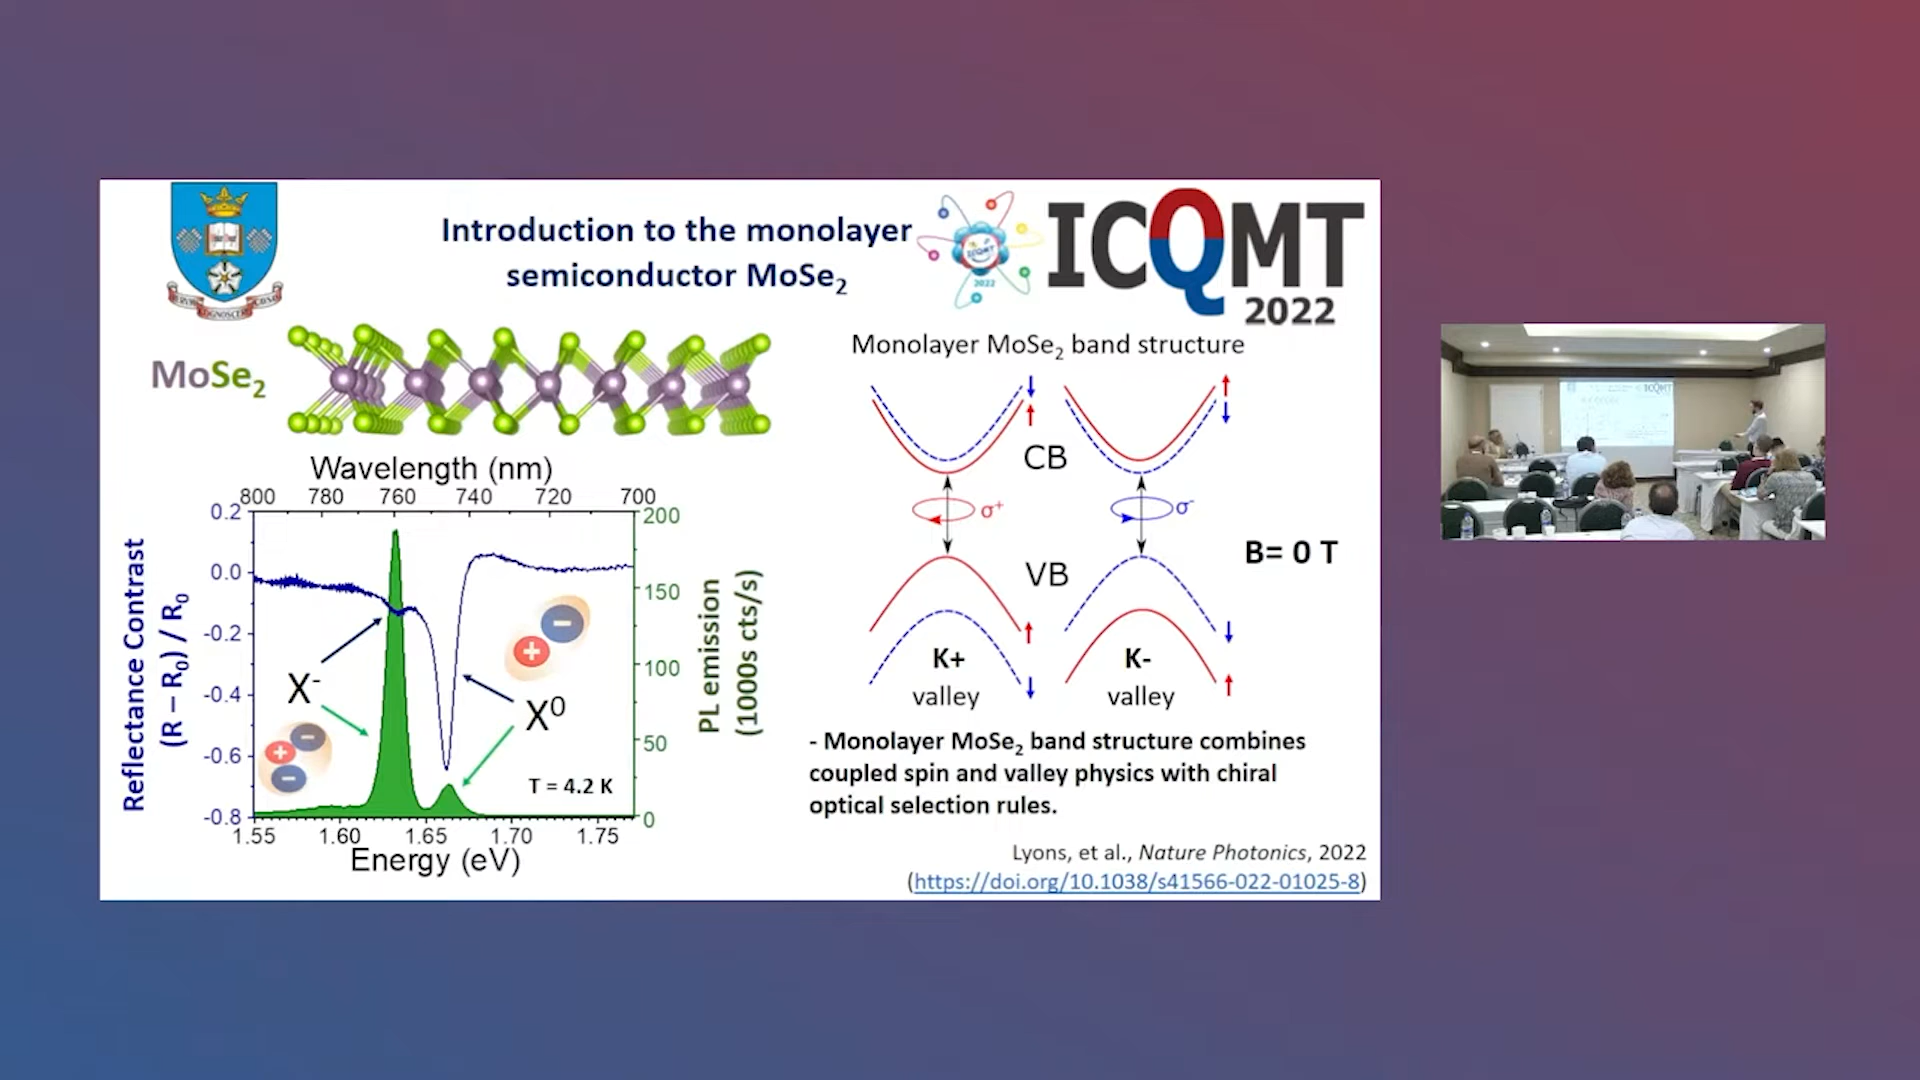 Introduction to the monolayer
semiconductor MoSe₂
ICQMT
2022
MoSe₂
Wavelength (nm)
800 780 760 740 720 700
0.2
0.0
-0.2
-0.4
-0.6
-0.8
Reflectance Contrast
(R – R₀) / R₀
X⁻
X⁰
T = 4.2 K
200
150
100
50
0
PL emission
(1000s cts/s)
1.55 1.60 1.65 1.70 1.75
Energy (eV)
Monolayer MoSe₂ band structure
CB
σ⁺
σ⁻
B= 0 T
VB
K+
valley
K-
valley
- Monolayer MoSe₂ band structure combines
coupled spin and valley physics with chiral
optical selection rules.
Lyons, et al., Nature Photonics, 2022
(https://doi.org/10.1038/s41566-022-01025-8)